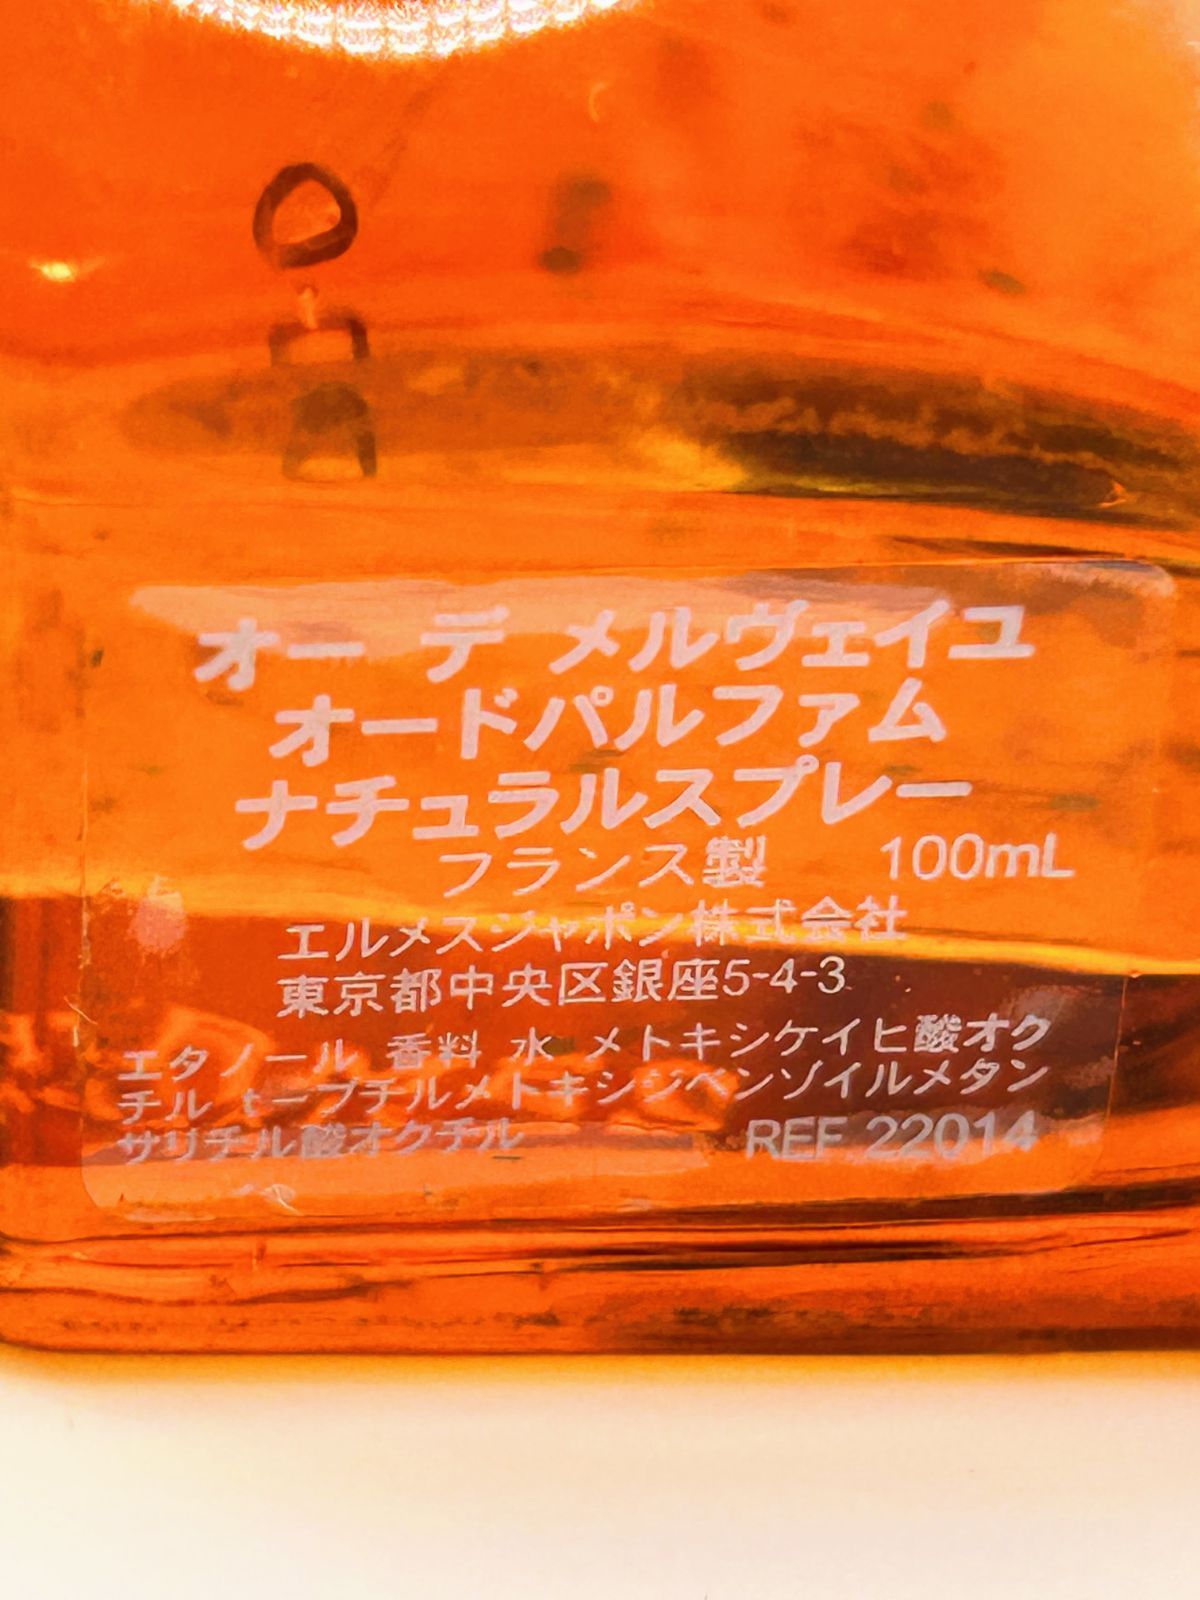 オー デ メルヴェイユ
オードパルファム
ナチュラルスプレー
フランス製 100mL
エルメスジャポン株式会社
東京都中央区銀座5-4-3
エタノール 香料 水 メトキシケイヒ酸オク
チル t－ブチルメトキシジベンゾイルメタン
サリチル酸オクチル REF. 22014